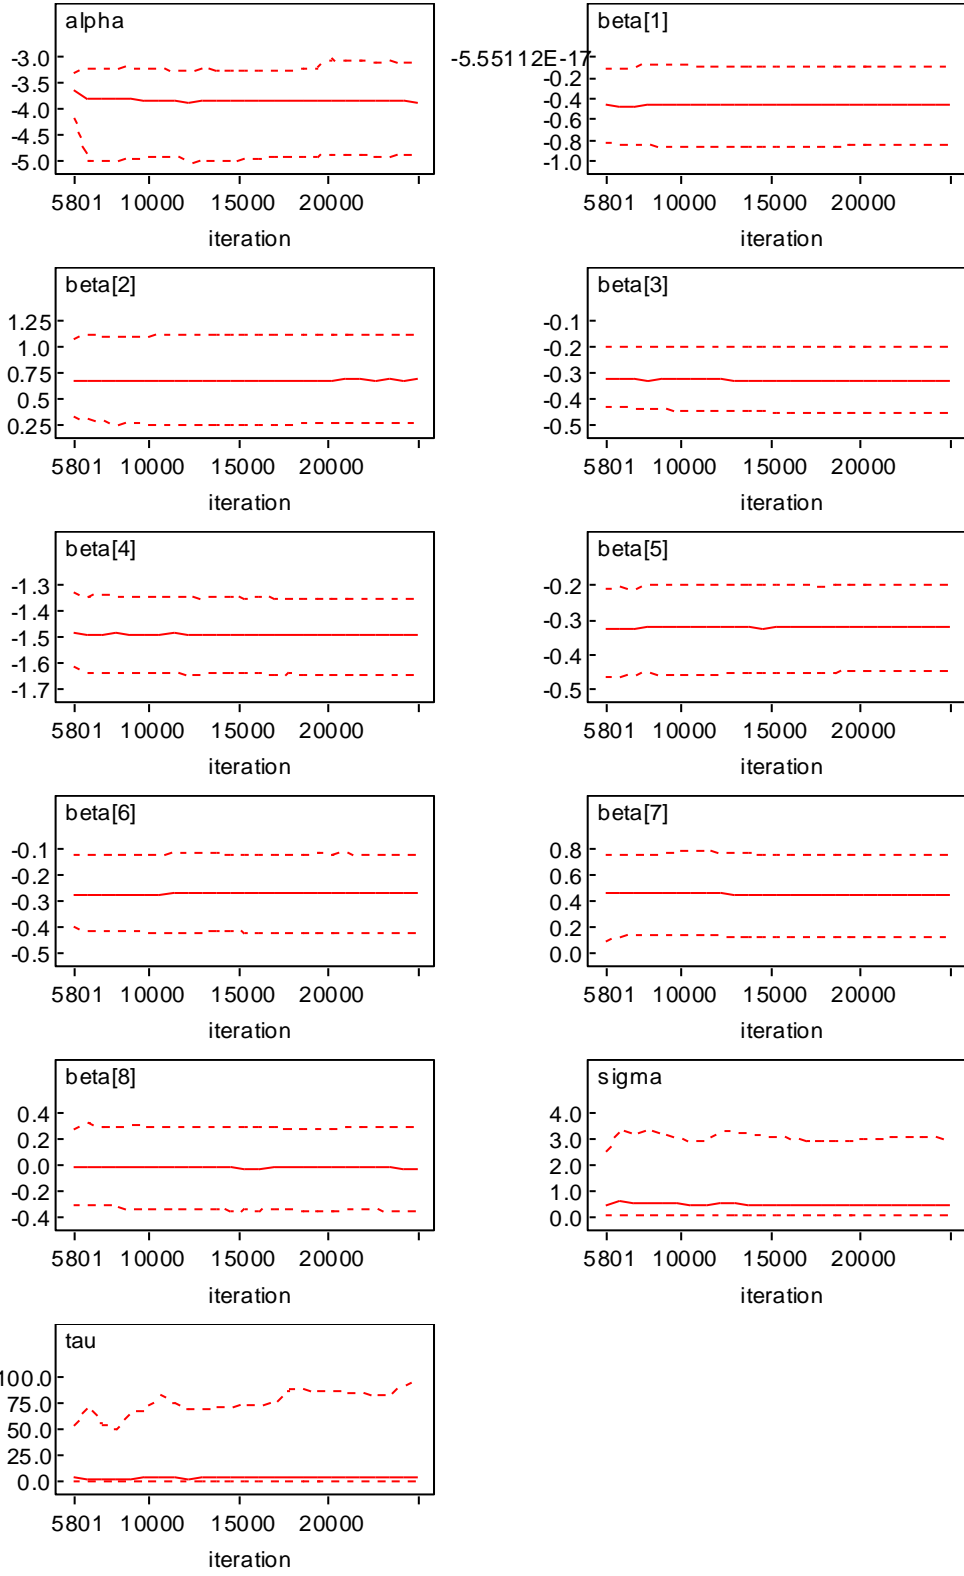 alpha
-3.0
-3.5
-4.0
-4.5
-5.0
5801 10000 15000 20000
iteration
beta[1]
-5.55112E-17
-0.2
-0.4
-0.6
-0.8
-1.0
5801 10000 15000 20000
iteration
beta[2]
1.25
1.0
0.75
0.5
0.25
5801 10000 15000 20000
iteration
beta[3]
-0.1
-0.2
-0.3
-0.4
-0.5
5801 10000 15000 20000
iteration
beta[4]
-1.3
-1.4
-1.5
-1.6
-1.7
5801 10000 15000 20000
iteration
beta[5]
-0.2
-0.3
-0.4
-0.5
5801 10000 15000 20000
iteration
beta[6]
-0.1
-0.2
-0.3
-0.4
-0.5
5801 10000 15000 20000
iteration
beta[7]
0.8
0.6
0.4
0.2
0.0
5801 10000 15000 20000
iteration
beta[8]
0.4
0.2
0.0
-0.2
-0.4
5801 10000 15000 20000
iteration
sigma
4.0
3.0
2.0
1.0
0.0
5801 10000 15000 20000
iteration
tau
100.0
75.0
50.0
25.0
0.0
5801 10000 15000 20000
iteration